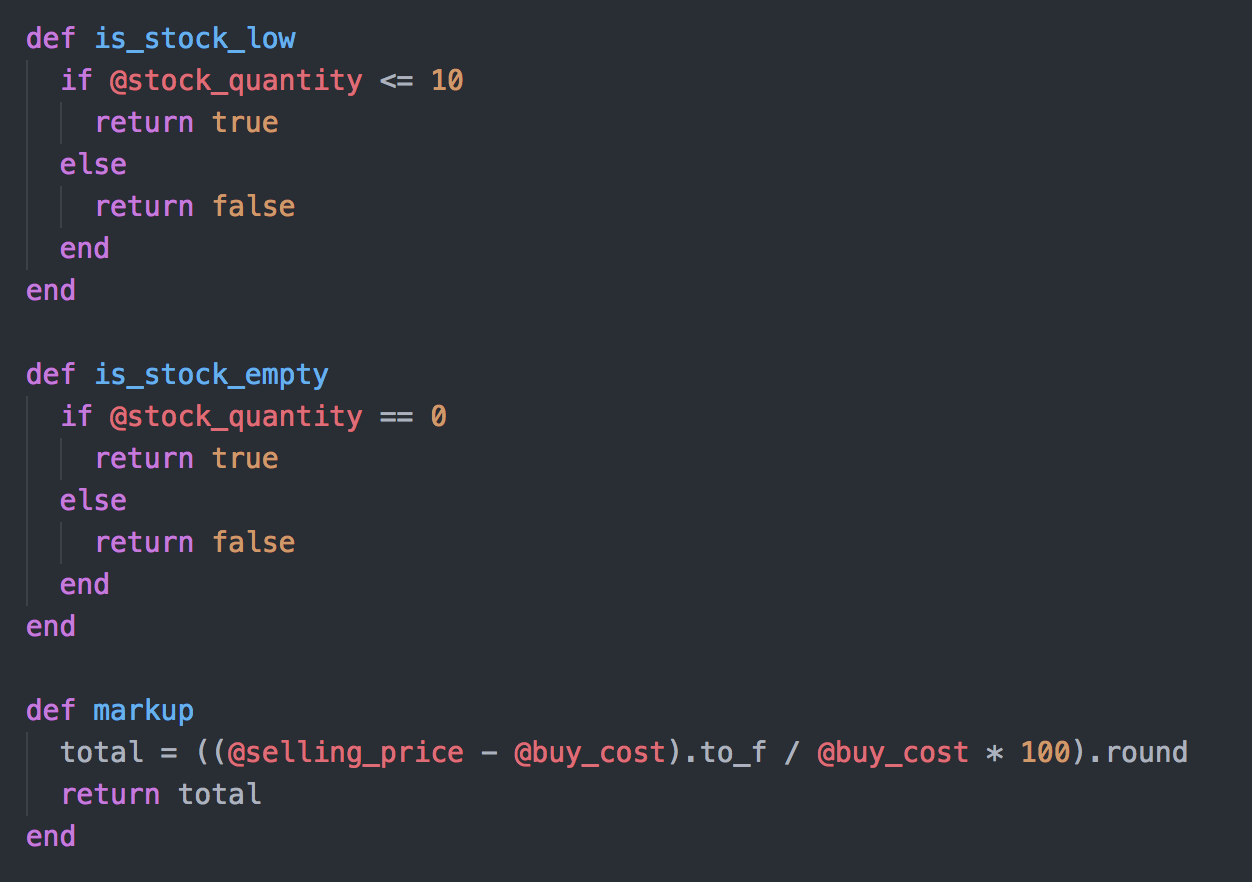 def is_stock_low
  if @stock_quantity <= 10
    return true
  else
    return false
  end
end

def is_stock_empty
  if @stock_quantity == 0
    return true
  else
    return false
  end
end

def markup
  total = ((@selling_price - @buy_cost).to_f / @buy_cost * 100).round
  return total
end